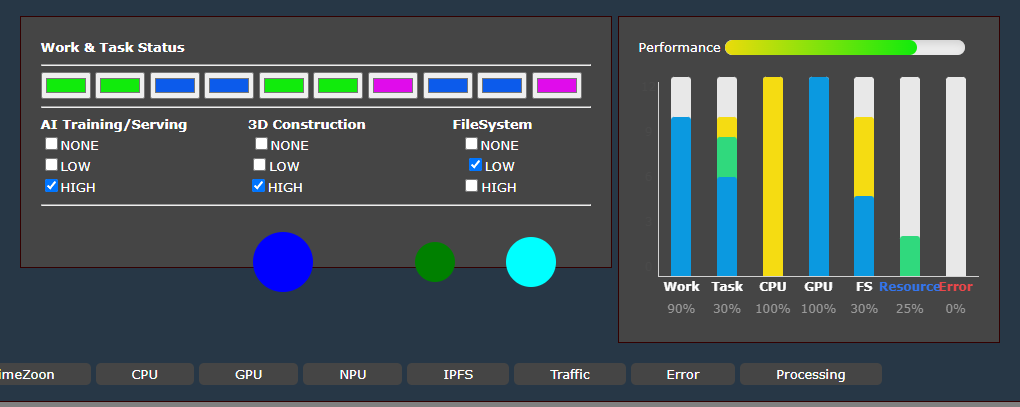 Work & Task Status
Performance
AI Training/Serving 3D Construction FileSystem
NONE NONE NONE
LOW LOW LOW
HIGH HIGH HIGH
Work Task CPU GPU FS Resource Error
90% 30% 100% 100% 30% 25% 0%
imeZoon CPU GPU NPU IPFS Traffic Error Processing